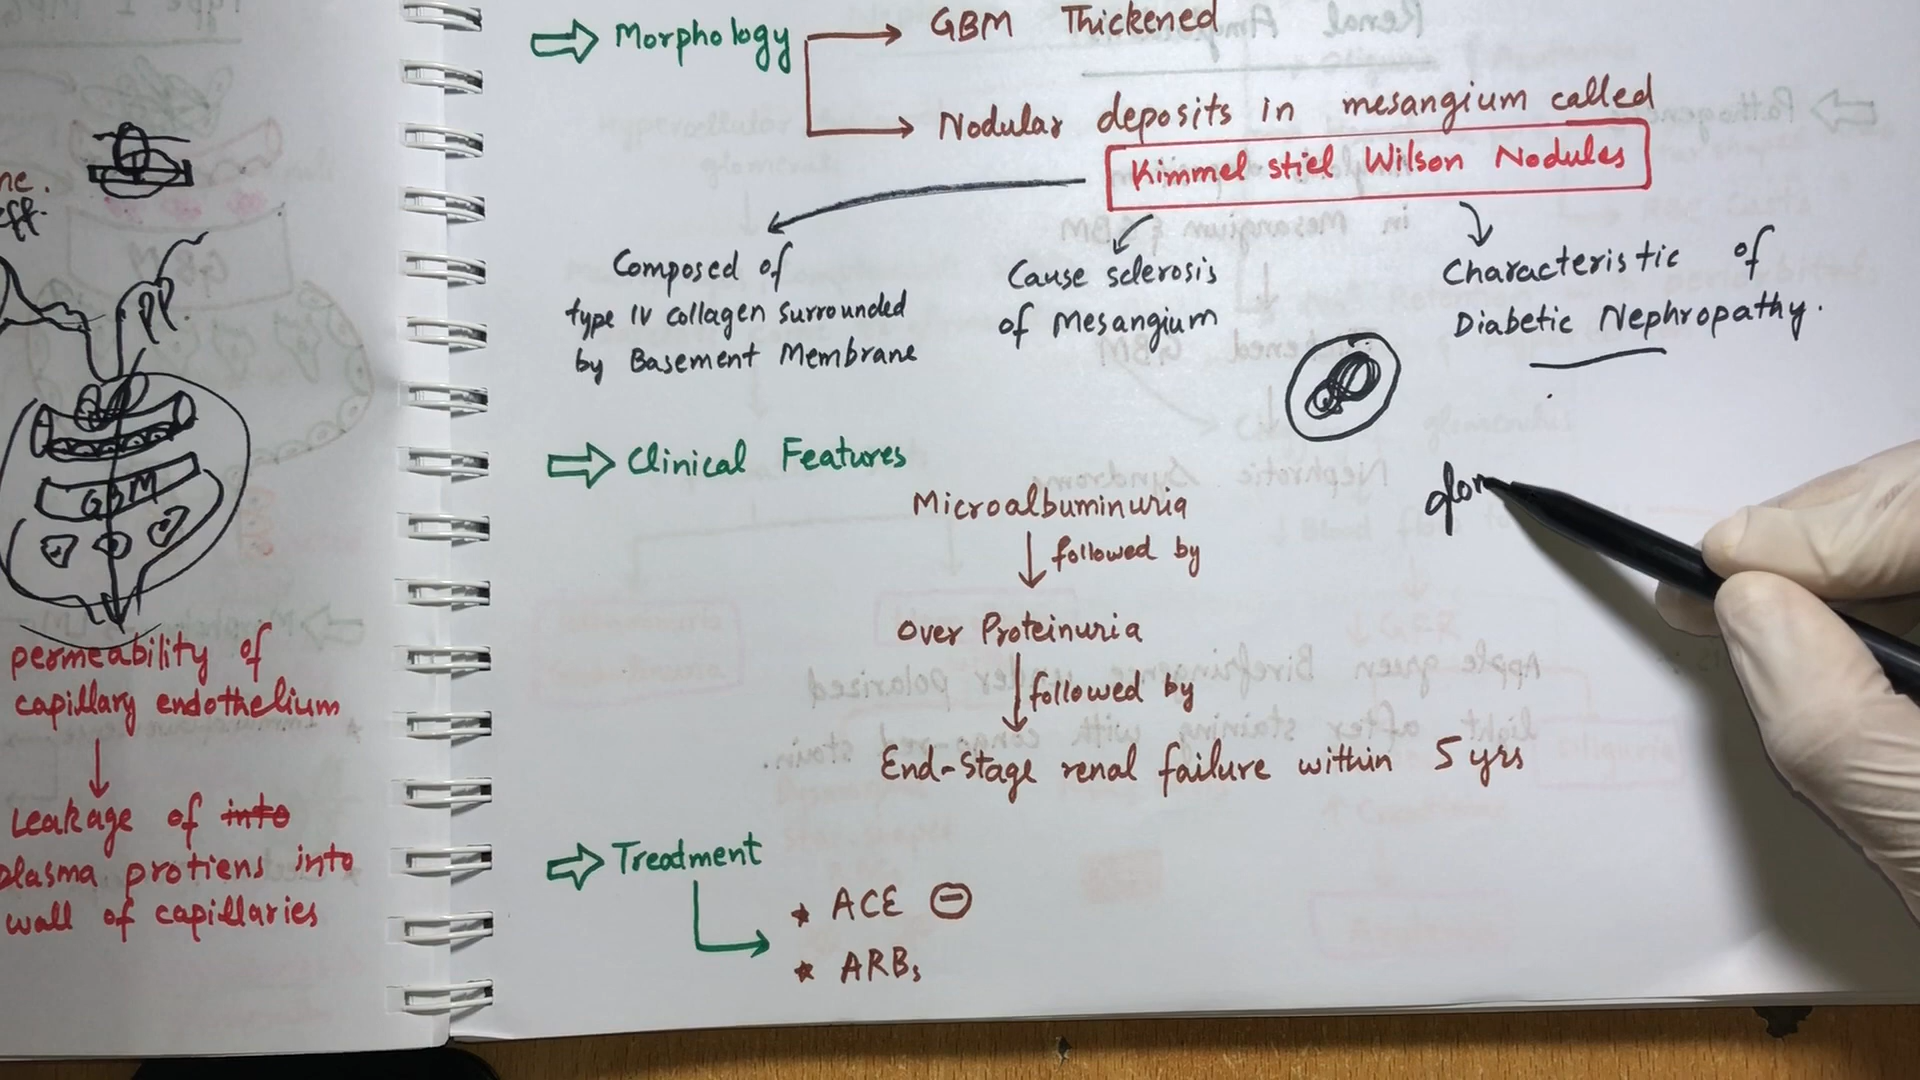 ne.
eff.
PP
GBM
permeability of
capillary endothelium
Leakage of into
plasma protiens into
wall of capillaries
Morphology
GBM Thickened
Nodular deposits in mesangium called
Kimmel stiel Wilson Nodules
Composed of
type IV collagen surrounded
by Basement Membrane
Cause sclerosis
of Mesangium
Characteristic of
Diabetic Nephropathy.
glom
Clinical Features
Microalbuminuria
followed by
Over Proteinuria
followed by
End-Stage renal failure within 5 yrs
Treatment
* ACE ⊖
* ARBs